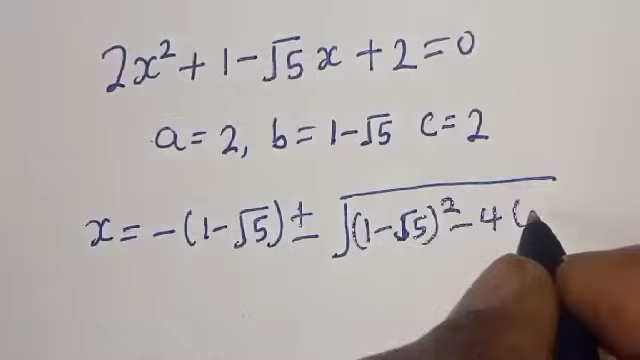 2x² + 1 - √5 x + 2 = 0
a = 2, b = 1 - √5 c = 2
x = - (1 - √5) ± √(1 - √5)² - 4 (